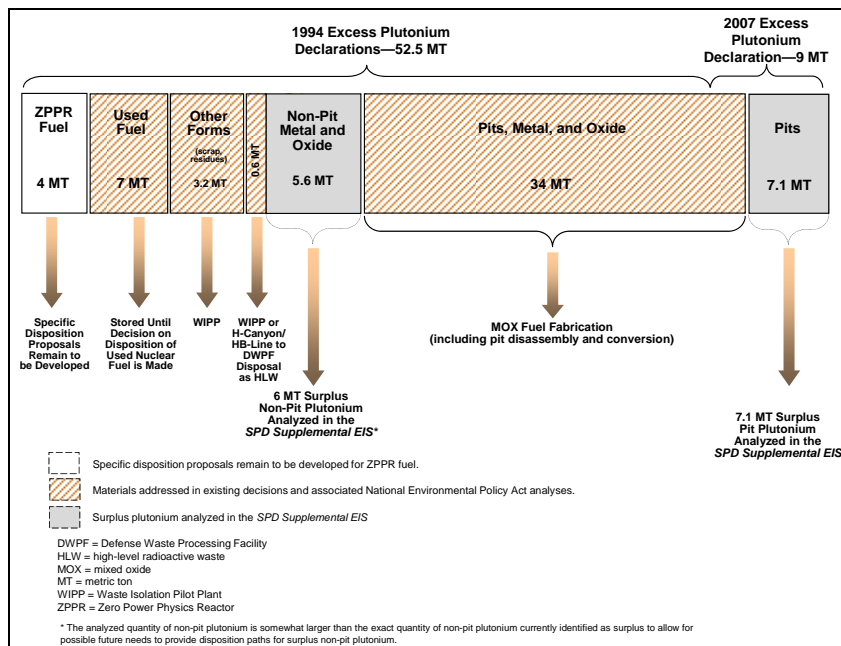 1994 Excess Plutonium
Declarations—52.5 MT
2007 Excess
Plutonium
Declaration—9 MT
ZPPR
Fuel
4 MT
Used
Fuel
7 MT
Other
Forms
(scrap,
residues)
3.2 MT
0.6 MT
Non-Pit
Metal and
Oxide
5.6 MT
Pits, Metal, and Oxide
34 MT
Pits
7.1 MT
Specific
Disposition
Proposals
Remain to
be Developed
Stored Until
Decision on
Disposition of
Used Nuclear
Fuel is Made
WIPP
WIPP or
H-Canyon/
HB-Line to
DWPF
Disposal
as HLW
6 MT Surplus
Non-Pit Plutonium
Analyzed in the
SPD Supplemental EIS*
MOX Fuel Fabrication
(including pit disassembly and conversion)
7.1 MT Surplus
Pit Plutonium
Analyzed in the
SPD Supplemental EIS
Specific disposition proposals remain to be developed for ZPPR fuel.
Materials addressed in existing decisions and associated National Environmental Policy Act analyses.
Surplus plutonium analyzed in the SPD Supplemental EIS
DWPF = Defense Waste Processing Facility
HLW = high-level radioactive waste
MOX = mixed oxide
MT = metric ton
WIPP = Waste Isolation Pilot Plant
ZPPR = Zero Power Physics Reactor
* The analyzed quantity of non-pit plutonium is somewhat larger than the exact quantity of non-pit plutonium currently identified as surplus to allow for
possible future needs to provide disposition paths for surplus non-pit plutonium.